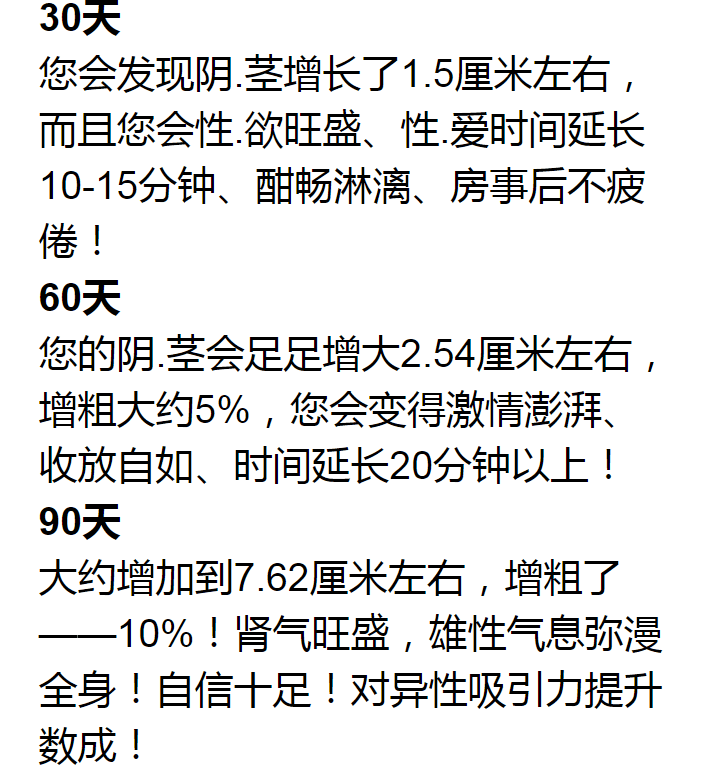 30天
您会发现阴.茎增长了1.5厘米左右，
而且您会性.欲旺盛、性.爱时间延长
10-15分钟、酣畅淋漓、房事后不疲
倦！
60天
您的阴.茎会足足增大2.54厘米左右，
增粗大约5%，您会变得激情澎湃、
收放自如、时间延长20分钟以上！
90天
大约增加到7.62厘米左右，增粗了
——10%！肾气旺盛，雄性气息弥漫
全身！自信十足！对异性吸引力提升
数成！